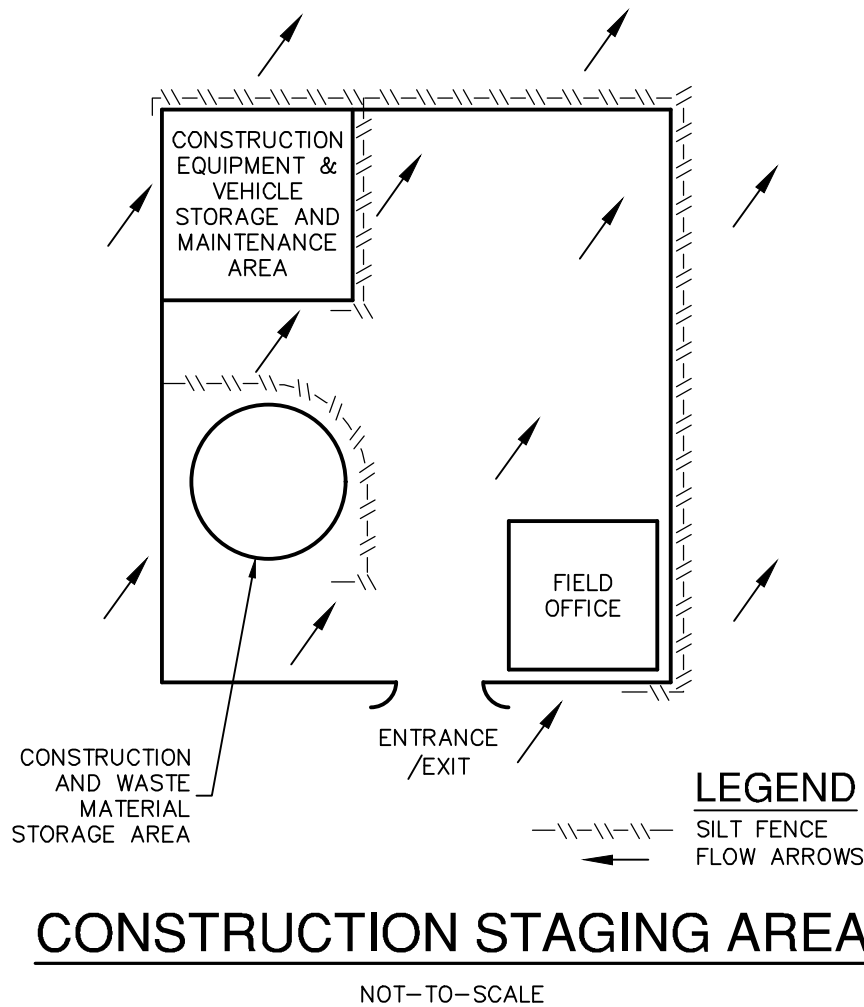 CONSTRUCTION
EQUIPMENT &
VEHICLE
STORAGE AND
MAINTENANCE
AREA
FIELD
OFFICE
ENTRANCE
/EXIT
CONSTRUCTION
AND WASTE
MATERIAL
STORAGE AREA
LEGEND
SILT FENCE
FLOW ARROWS
CONSTRUCTION STAGING AREA
NOT-TO-SCALE